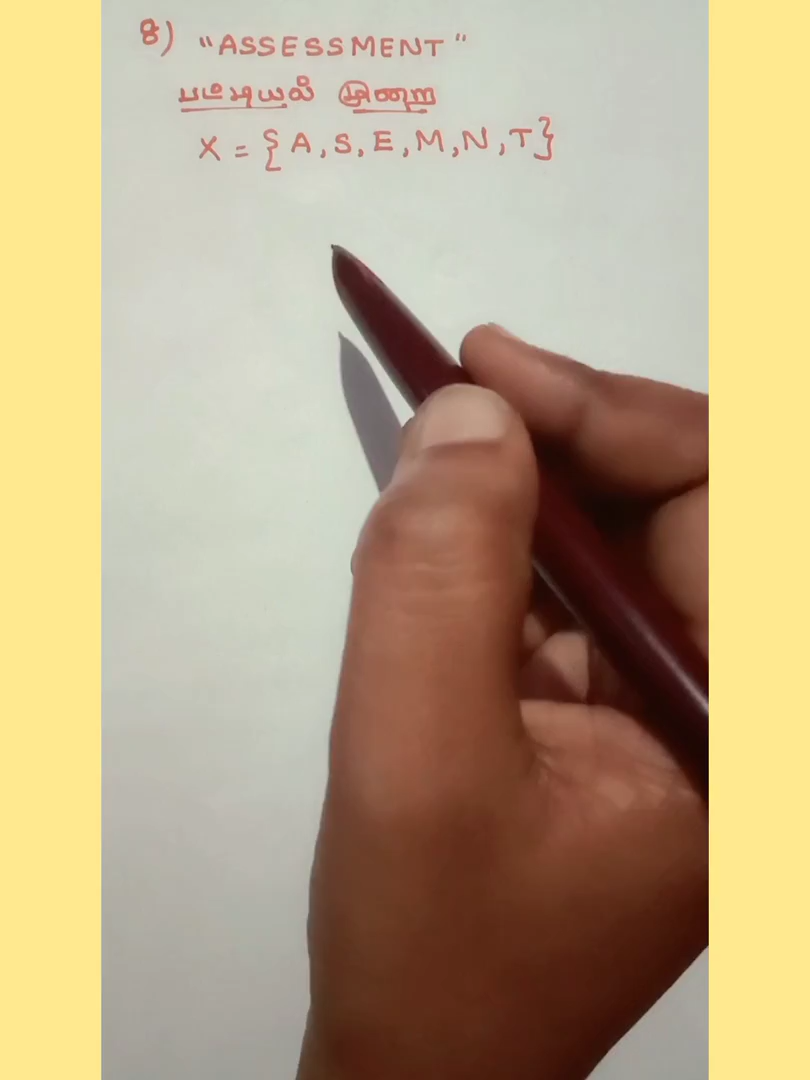 8) "ASSESSMENT"
பட்டியல் முறை
X = {A, S, E, M, N, T}